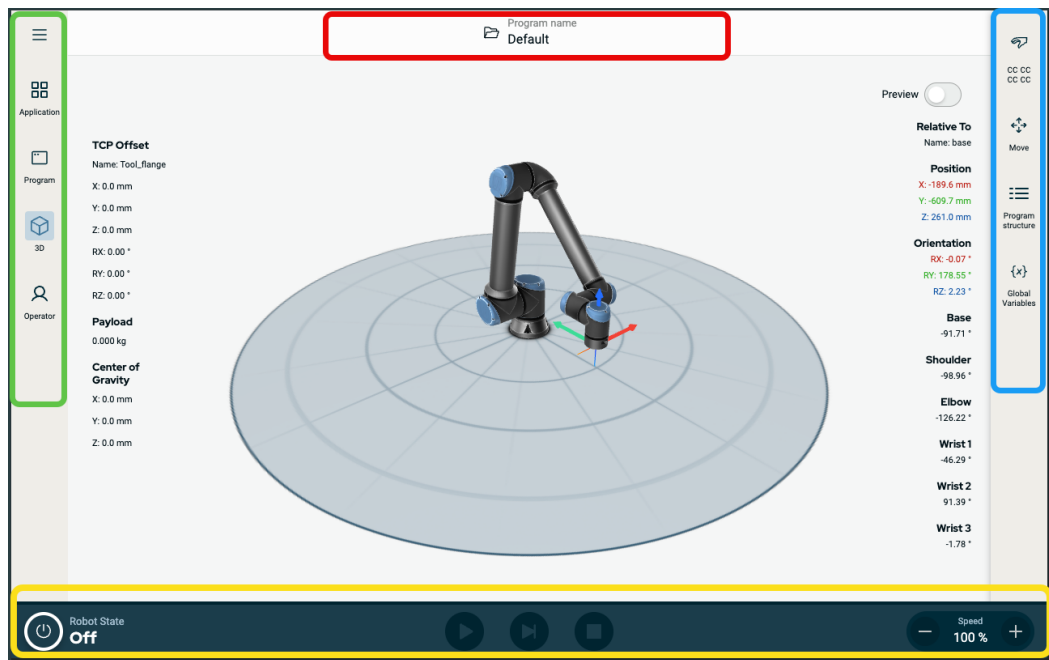 Program name
Default
Application
Program
3D
Operator
TCP Offset
Name: Tool_flange
X: 0.0 mm
Y: 0.0 mm
Z: 0.0 mm
RX: 0.00 °
RY: 0.00 °
RZ: 0.00 °
Payload
0.000 kg
Center of
Gravity
X: 0.0 mm
Y: 0.0 mm
Z: 0.0 mm
Preview
Relative To
Name: base
Position
X: -189.6 mm
Y: -609.7 mm
Z: 261.0 mm
Orientation
RX: -0.07 °
RY: 178.55 °
RZ: 2.23 °
Base
-91.71 °
Shoulder
-98.96 °
Elbow
-126.22 °
Wrist 1
-46.29 °
Wrist 2
91.39 °
Wrist 3
-1.78 °
CC CC
CC CC
Move
Program
structure
{x}
Global
Variables
Robot State
Off
Speed
100 %